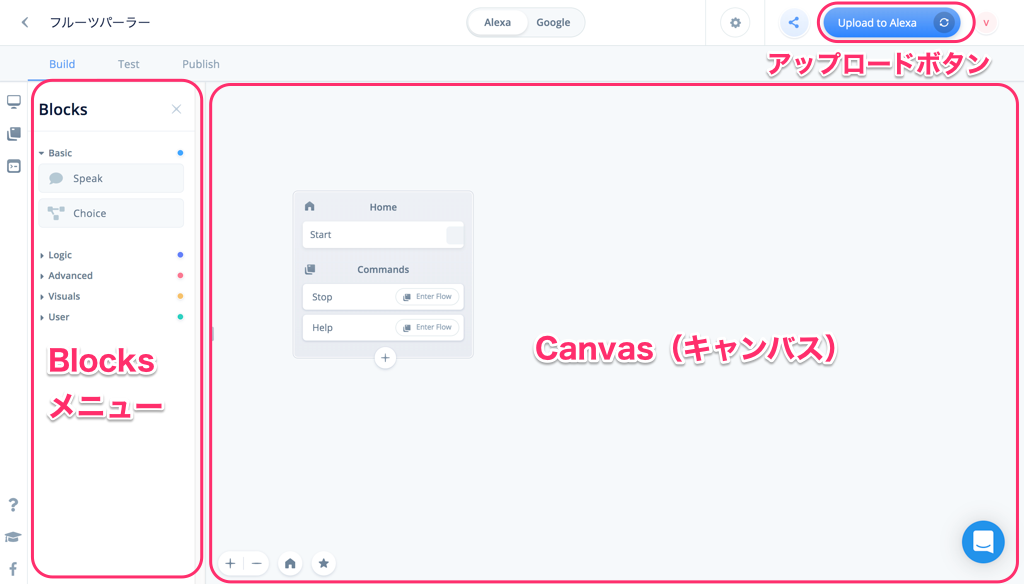 フルーツパーラー
Alexa
Google
Upload to Alexa
V
アップロードボタン
Build
Test
Publish
Blocks
Basic
Speak
Choice
Logic
Advanced
Visuals
User
Blocks
メニュー
Home
Start
Commands
Stop
Enter Flow
Help
Enter Flow
Canvas（キャンバス）